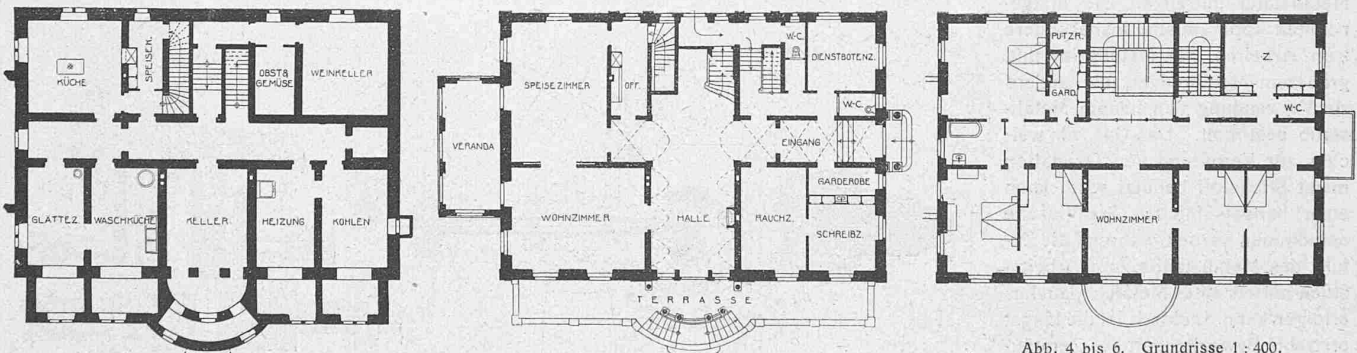 KÜCHE
SPEISEK.
OBST&
GEMÜSE
WEINKELLER
GLÄTTEZ.
WASCHKÜCHE
KELLER
HEIZUNG
KOHLEN
VERANDA
SPEISEZIMMER
OFF.
W-C.
DIENSTBOTENZ.
W-C.
EINGANG
GARDEROBE
WOHNZIMMER
HALLE
RAUCHZ.
SCHREIBZ.
TERRASSE
PUTZR.
GARD.
Z.
W-C.
WOHNZIMMER
Abb. 4 bis 6. Grundrisse 1 : 400.